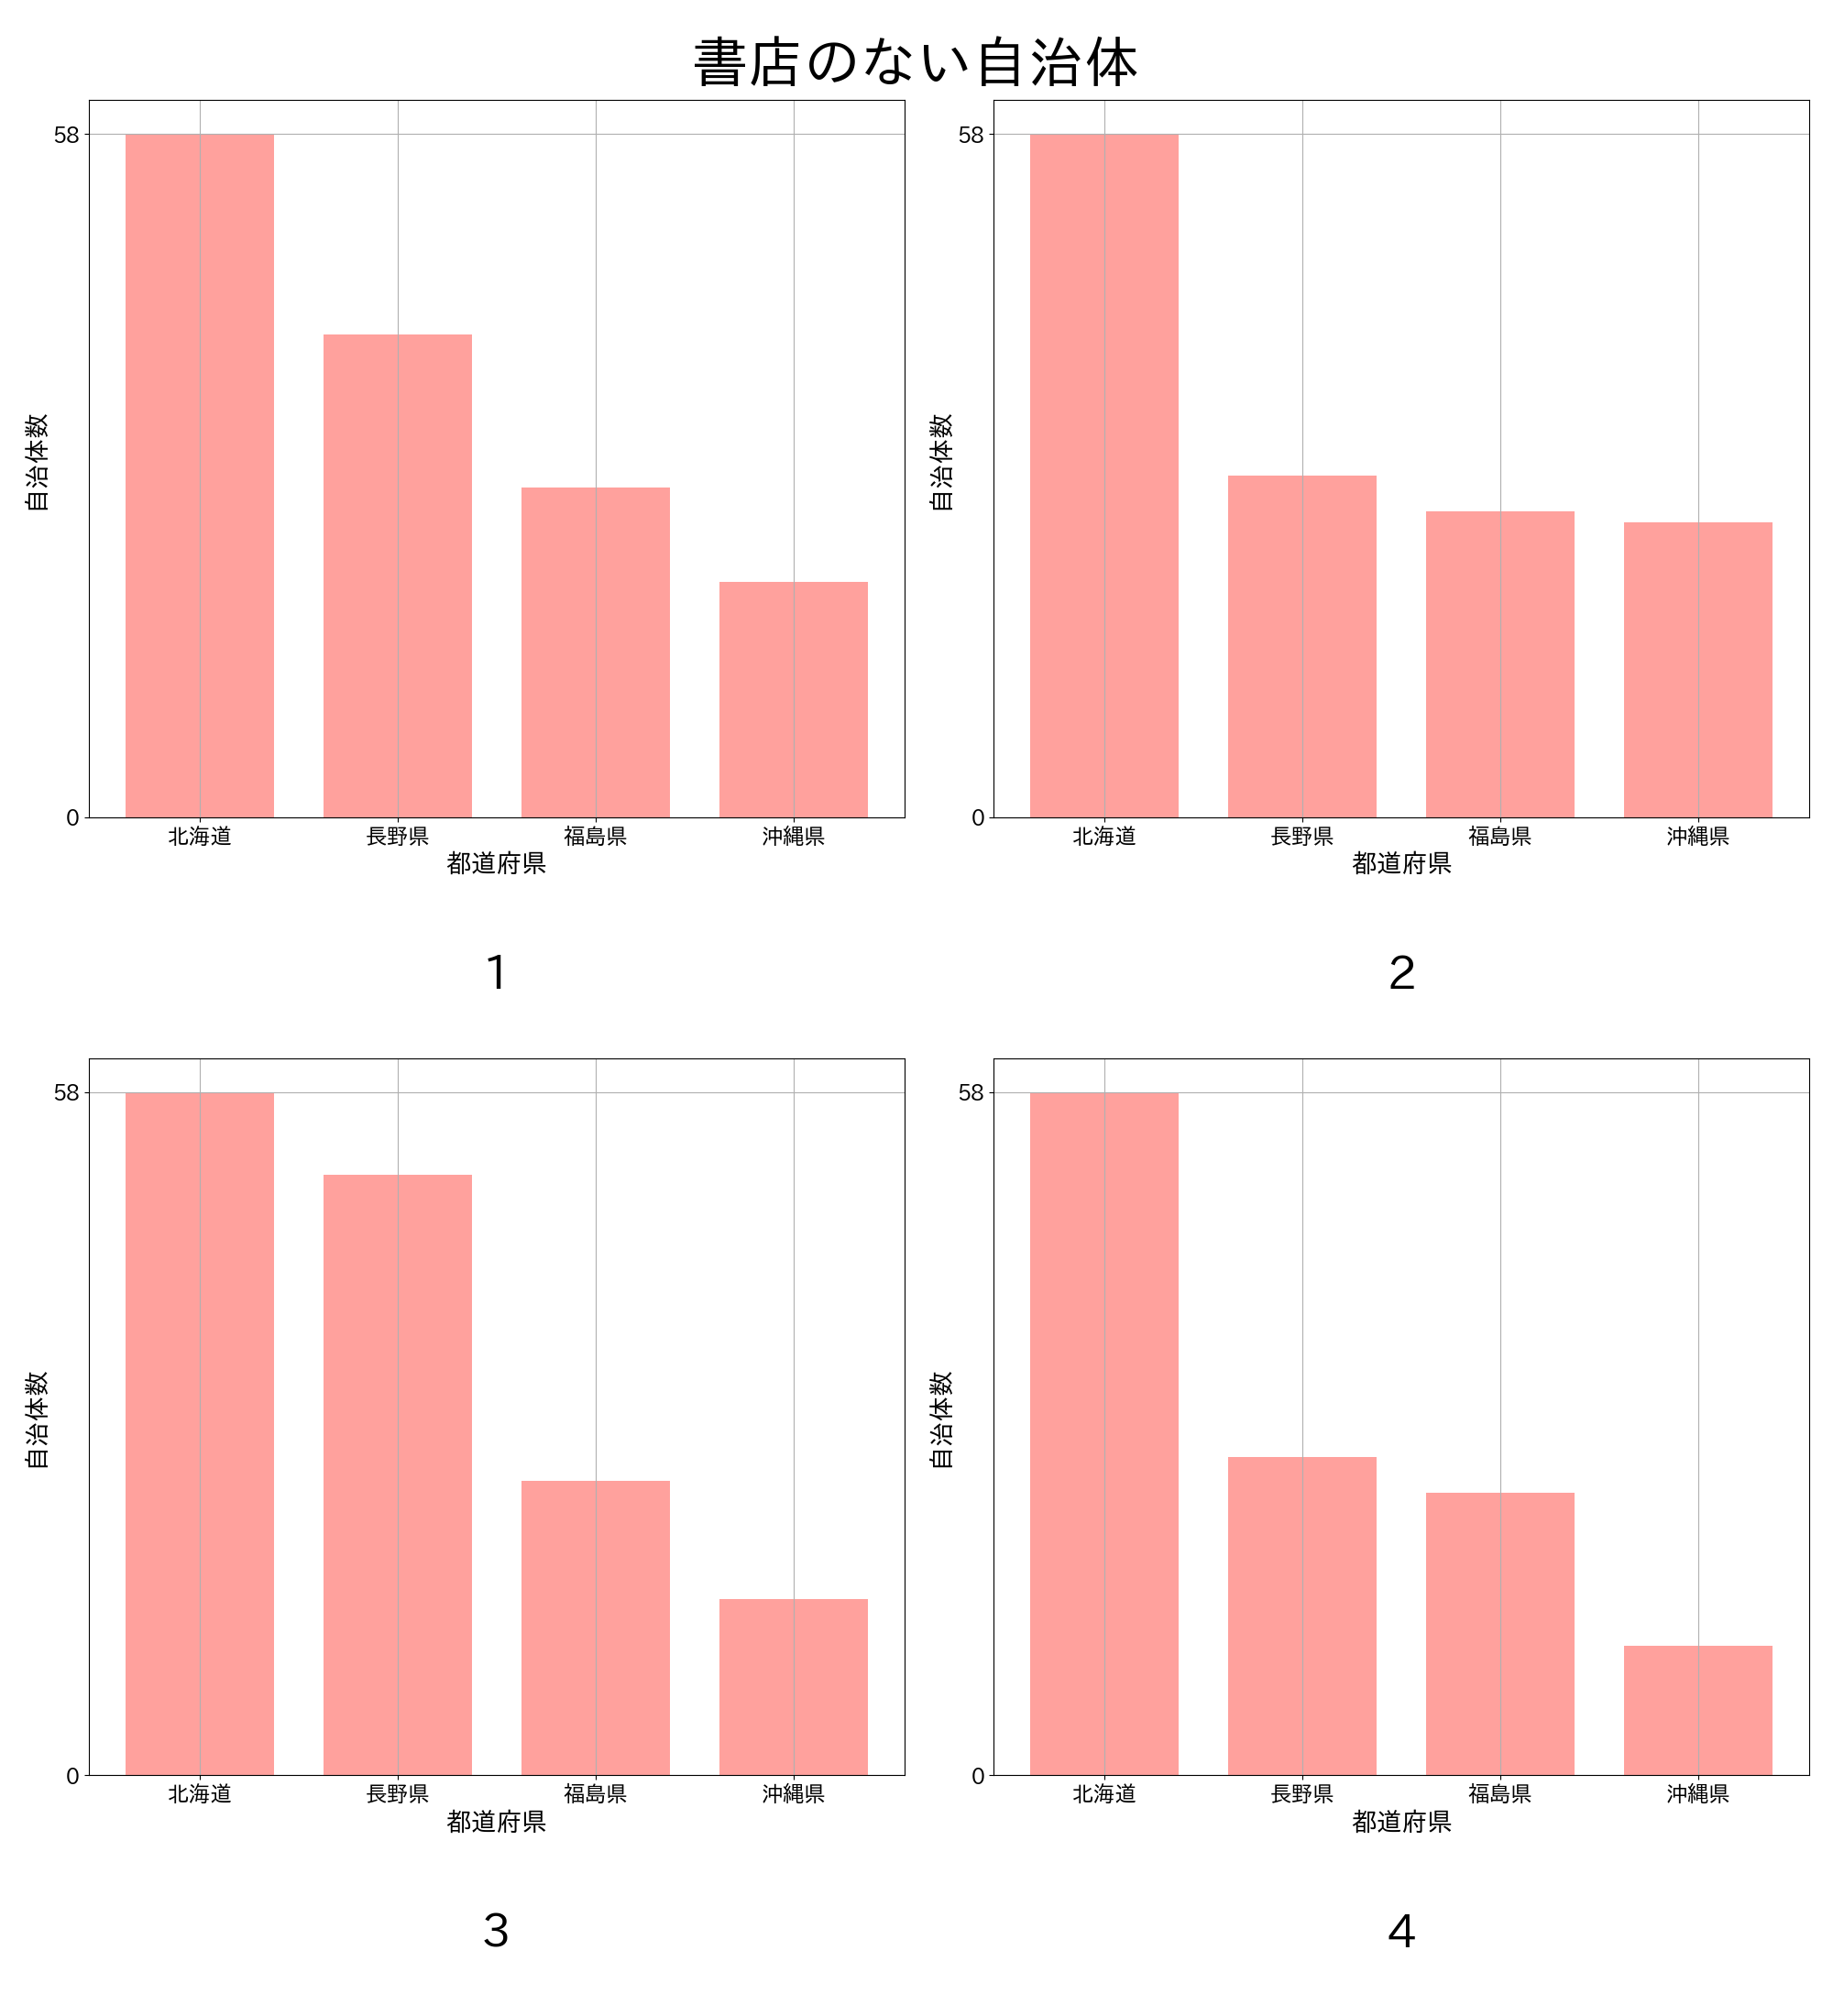 書店のない自治体
58
0
自治体数
北海道 長野県 福島県 沖縄県
都道府県
1
58
0
自治体数
北海道 長野県 福島県 沖縄県
都道府県
2
58
0
自治体数
北海道 長野県 福島県 沖縄県
都道府県
3
58
0
自治体数
北海道 長野県 福島県 沖縄県
都道府県
4